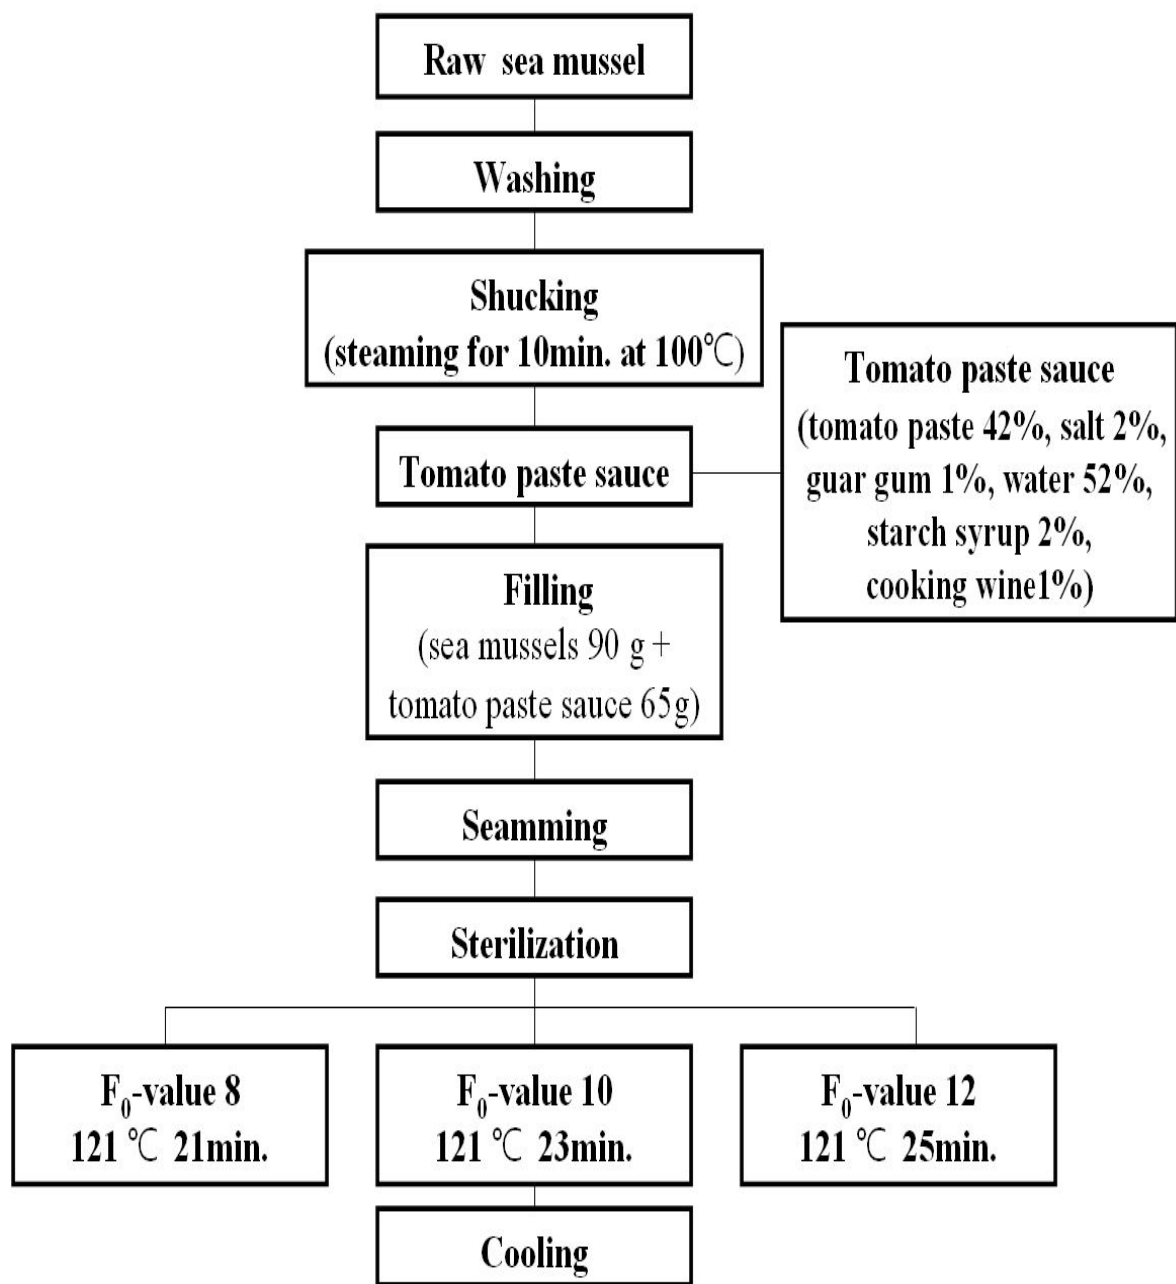 Raw sea mussel
Washing
Shucking
(steaming for 10min. at 100℃)
Tomato paste sauce
Tomato paste sauce
(tomato paste 42%, salt 2%,
guar gum 1%, water 52%,
starch syrup 2%,
cooking wine1%)
Filling
(sea mussels 90 g +
tomato paste sauce 65g)
Seamming
Sterilization
F₀-value 8
121 ℃ 21min.
F₀-value 10
121 ℃ 23min.
F₀-value 12
121 ℃ 25min.
Cooling